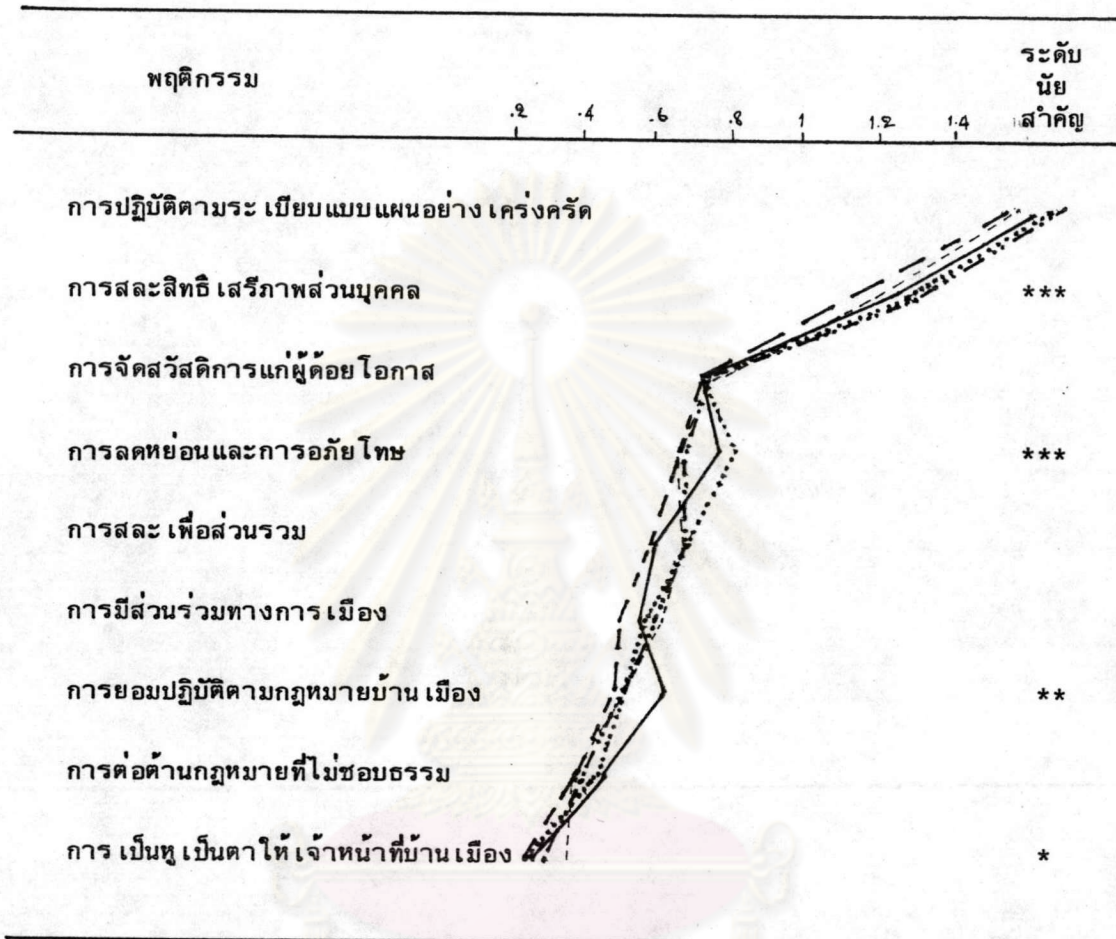 พฤติกรรม
ระดับ
นัย
สำคัญ
.2 .4 .6 .8 1 1.2 1.4
การปฏิบัติตามระเบียบแบบแผนอย่างเคร่งครัด
การสละสิทธิเสรีภาพส่วนบุคคล ***
การจัดสวัสดิการแก่ผู้ด้อยโอกาส
การลดหย่อนและการอภัยโทษ ***
การสละเพื่อส่วนรวม
การมีส่วนร่วมทางการเมือง
การยอมปฏิบัติตามกฎหมายบ้านเมือง **
การต่อต้านกฎหมายที่ไม่ชอบธรรม
การเป็นหูเป็นตาให้เจ้าหน้าที่บ้านเมือง *